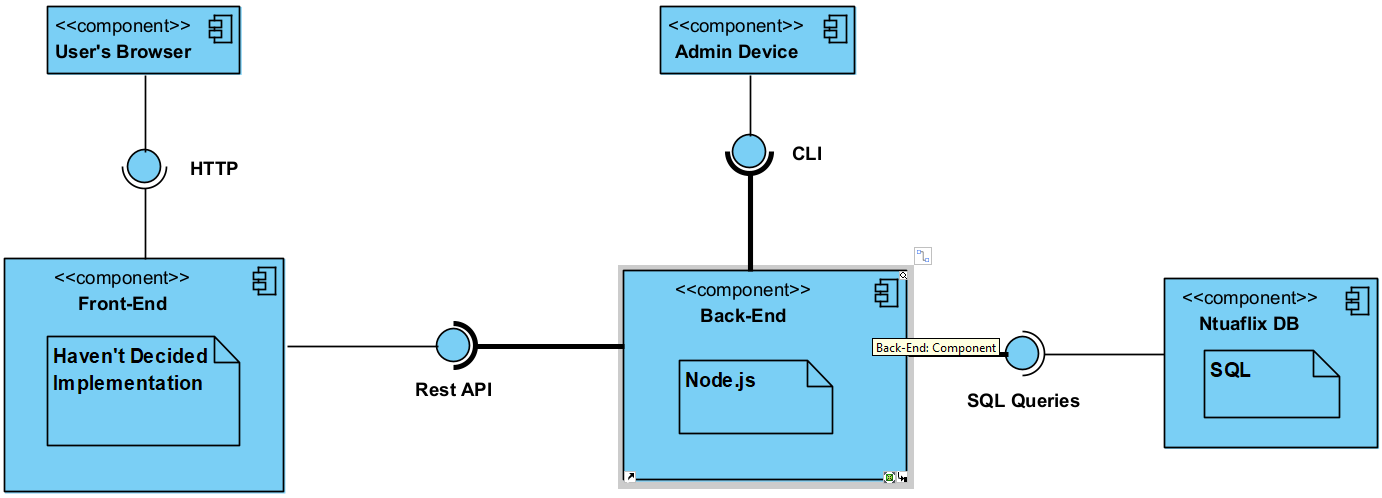 <<component>>
User's Browser
<<component>>
Admin Device
HTTP
CLI
<<component>>
Front-End
Haven't Decided
Implementation
Rest API
<<component>>
Back-End
Node.js
Back-End: Component
SQL Queries
<<component>>
Ntuaflix DB
SQL